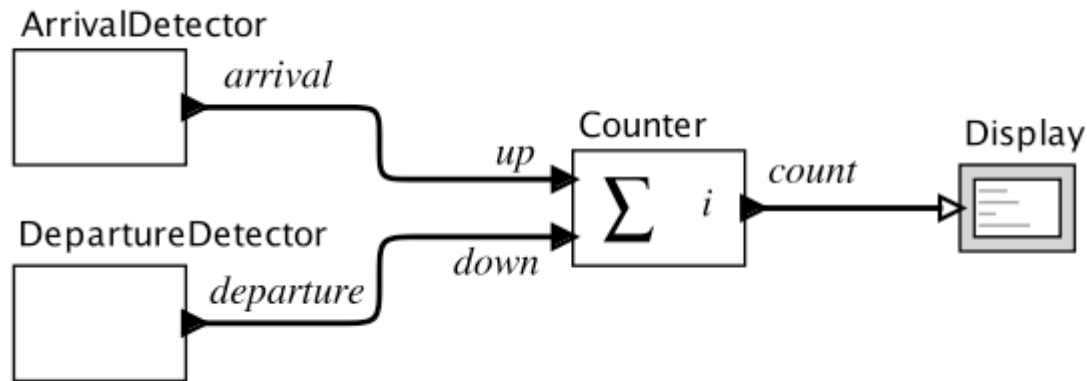 ArrivalDetector
arrival
up
Counter
Σ i
count
Display
DepartureDetector
departure
down